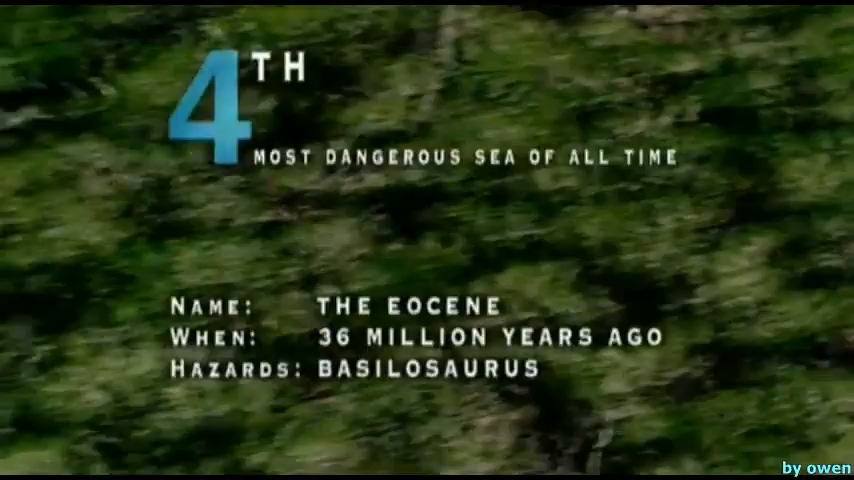 4TH
MOST DANGEROUS SEA OF ALL TIME
NAME: THE EOCENE
WHEN: 36 MILLION YEARS AGO
HAZARDS: BASILOSAURUS
by owen